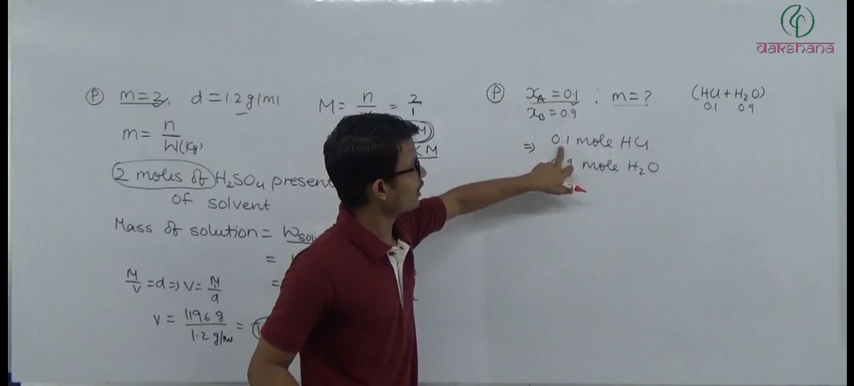 dakshana
Ⓟ m=2, d=1.2 g/ml
M = n = 2
1
m = n
W(Kg)
M
< M
2 moles of H₂SO₄ present
of solvent
Mass of solution = W
=
M/V = d ⇒ V = M/d
=
V = 1196 g / 1.2 g/ml =
Ⓟ xA = 0.1 ; m = ? (HCl + H₂O)
xB = 0.9 0.1 0.9
⇒ 0.1 mole HCl
mole H₂O